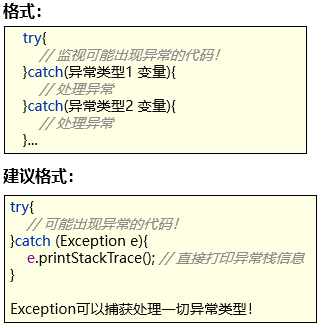 格式：
try{
// 监视可能出现异常的代码！
}catch(异常类型1 变量){
// 处理异常
}catch(异常类型2 变量){
// 处理异常
}...
建议格式：
try{
// 可能出现异常的代码！
}catch (Exception e){
e.printStackTrace(); // 直接打印异常栈信息
}
Exception可以捕获处理一切异常类型！